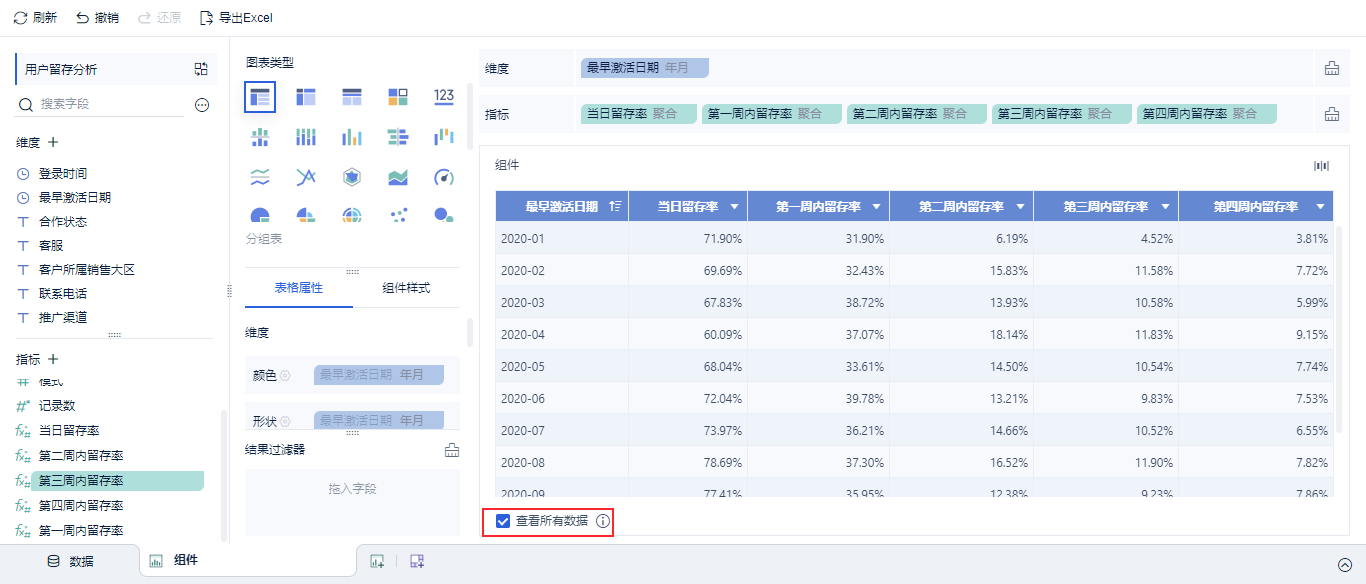 刷新 撤销 还原 导出Excel
用户留存分析
搜索字段
维度 +
登录时间
最早激活日期
合作状态
客服
客户所属销售大区
联系电话
推广渠道
指标 +
模式
记录数
当日留存率
第二周内留存率
第三周内留存率
第四周内留存率
第一周内留存率
图表类型
123
分组表
表格属性 组件样式
维度
颜色 最早激活日期 年月
形状 最早激活日期 年月
结果过滤器
拖入字段
维度 最早激活日期 年月
指标 当日留存率 聚合 第一周内留存率 聚合 第二周内留存率 聚合 第三周内留存率 聚合 第四周内留存率 聚合
组件
最早激活日期 当日留存率 第一周内留存率 第二周内留存率 第三周内留存率 第四周内留存率
2020-01 71.90% 31.90% 6.19% 4.52% 3.81%
2020-02 69.69% 32.43% 15.83% 11.58% 7.72%
2020-03 67.83% 38.72% 13.93% 10.58% 5.99%
2020-04 60.09% 37.07% 18.14% 11.83% 9.15%
2020-05 68.04% 33.61% 14.50% 10.54% 7.74%
2020-06 72.04% 39.78% 13.21% 9.83% 7.53%
2020-07 73.97% 36.21% 14.66% 10.52% 6.55%
2020-08 78.69% 37.30% 16.52% 11.90% 7.82%
2020-09 77.41% 35.95% 12.38% 9.23% 7.86%
查看所有数据
数据 组件